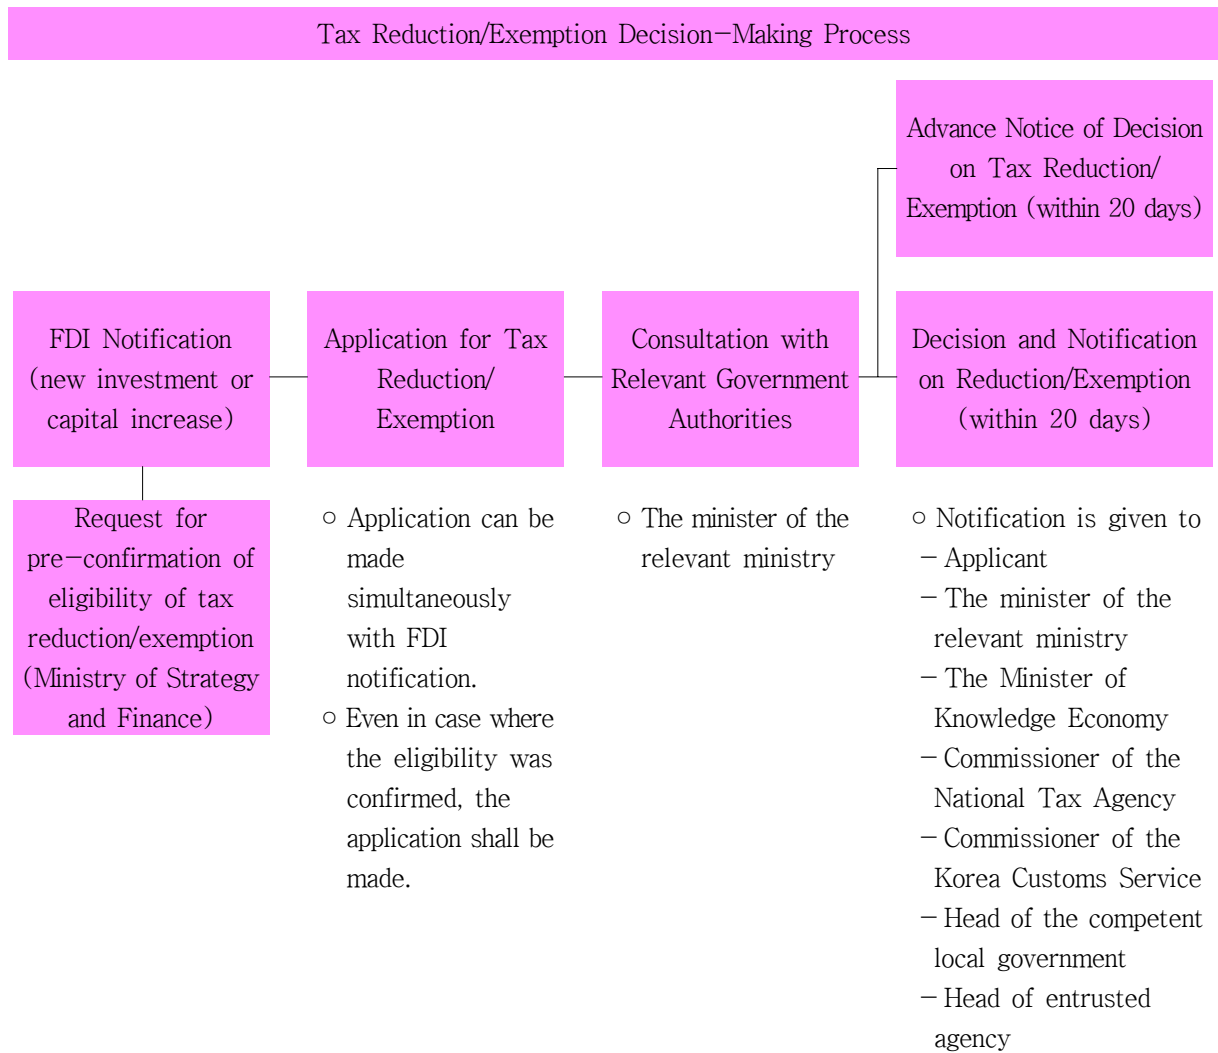 Tax Reduction/Exemption Decision-Making Process
Advance Notice of Decision
on Tax Reduction/
Exemption (within 20 days)
FDI Notification
(new investment or
capital increase)
Application for Tax
Reduction/
Exemption
Consultation with
Relevant Government
Authorities
Decision and Notification
on Reduction/Exemption
(within 20 days)
Request for
pre-confirmation of
eligibility of tax
reduction/exemption
(Ministry of Strategy
and Finance)
○ Application can be
made
simultaneously
with FDI
notification.
○ Even in case where
the eligibility was
confirmed, the
application shall be
made.
○ The minister of the
relevant ministry
○ Notification is given to
- Applicant
- The minister of the
relevant ministry
- The Minister of
Knowledge Economy
- Commissioner of the
National Tax Agency
- Commissioner of the
Korea Customs Service
- Head of the competent
local government
- Head of entrusted
agency